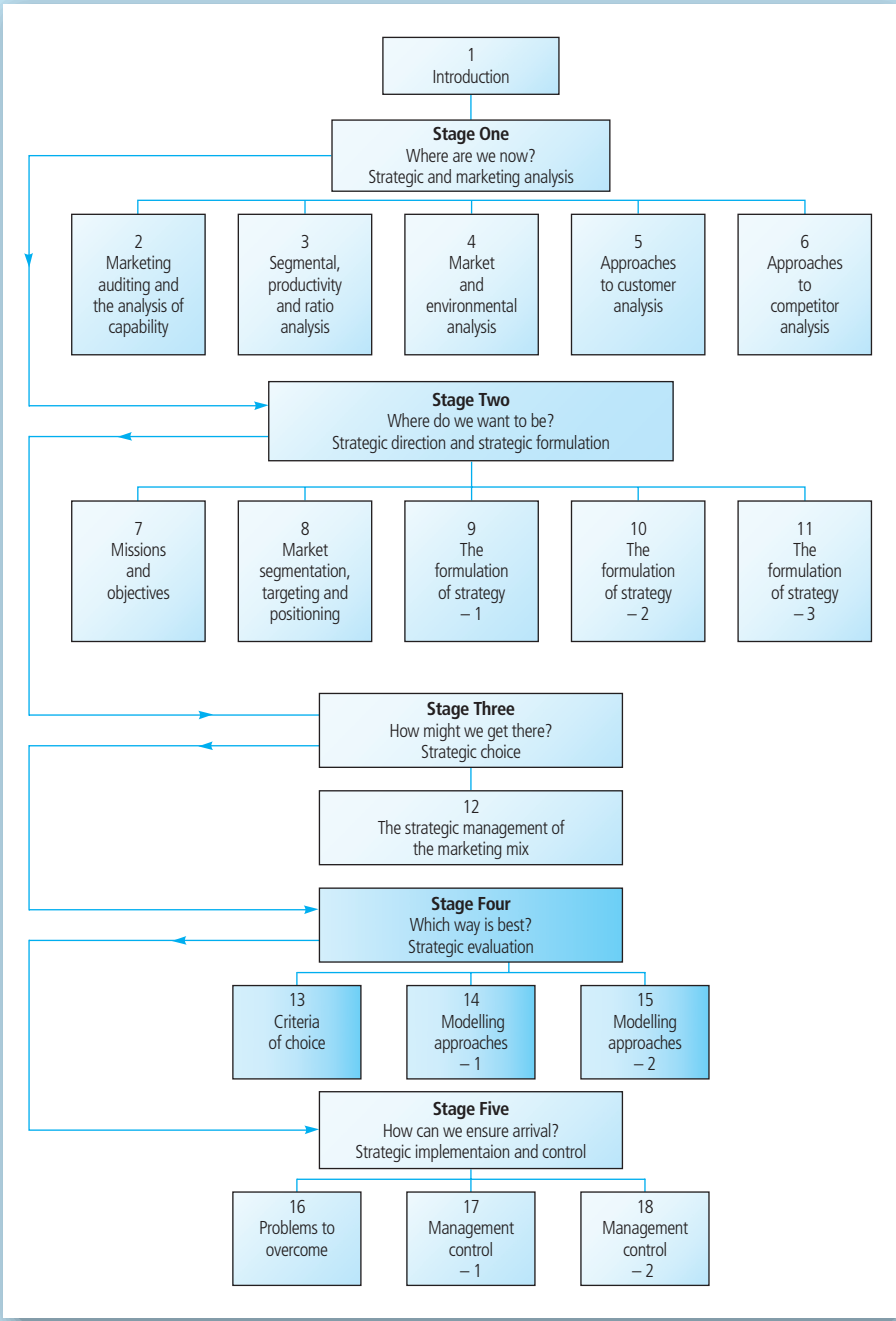 1
Introduction
Stage One
Where are we now?
Strategic and marketing analysis
2
Marketing
auditing and
the analysis of
capability
3
Segmental,
productivity
and ratio
analysis
4
Market
and
environmental
analysis
5
Approaches
to customer
analysis
6
Approaches
to
competitor
analysis
Stage Two
Where do we want to be?
Strategic direction and strategic formulation
7
Missions
and
objectives
8
Market
segmentation,
targeting and
positioning
9
The
formulation
of strategy
– 1
10
The
formulation
of strategy
– 2
11
The
formulation
of strategy
– 3
Stage Three
How might we get there?
Strategic choice
12
The strategic management of
the marketing mix
Stage Four
Which way is best?
Strategic evaluation
13
Criteria
of choice
14
Modelling
approaches
– 1
15
Modelling
approaches
– 2
Stage Five
How can we ensure arrival?
Strategic implementaion and control
16
Problems to
overcome
17
Management
control
– 1
18
Management
control
– 2